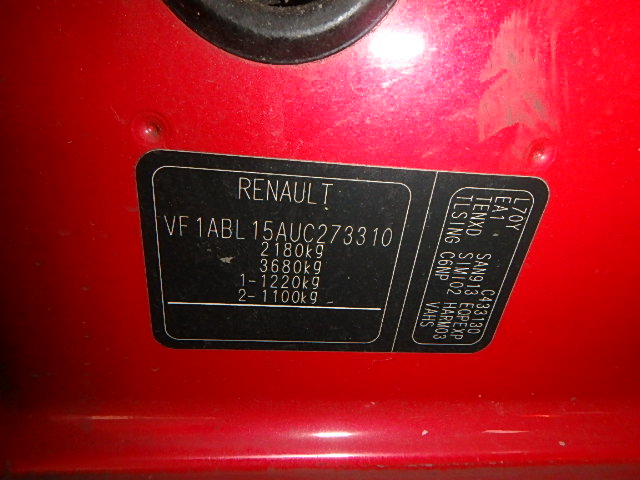 RENAULT
VF1ABL15AUC273310
2180kg
3680kg
1-1220kg
2-1100kg
L70Y C433130
EA1 SAN913 EQPEXP
TENXD SIM102 HARM03
TLSING C6NP VAHS